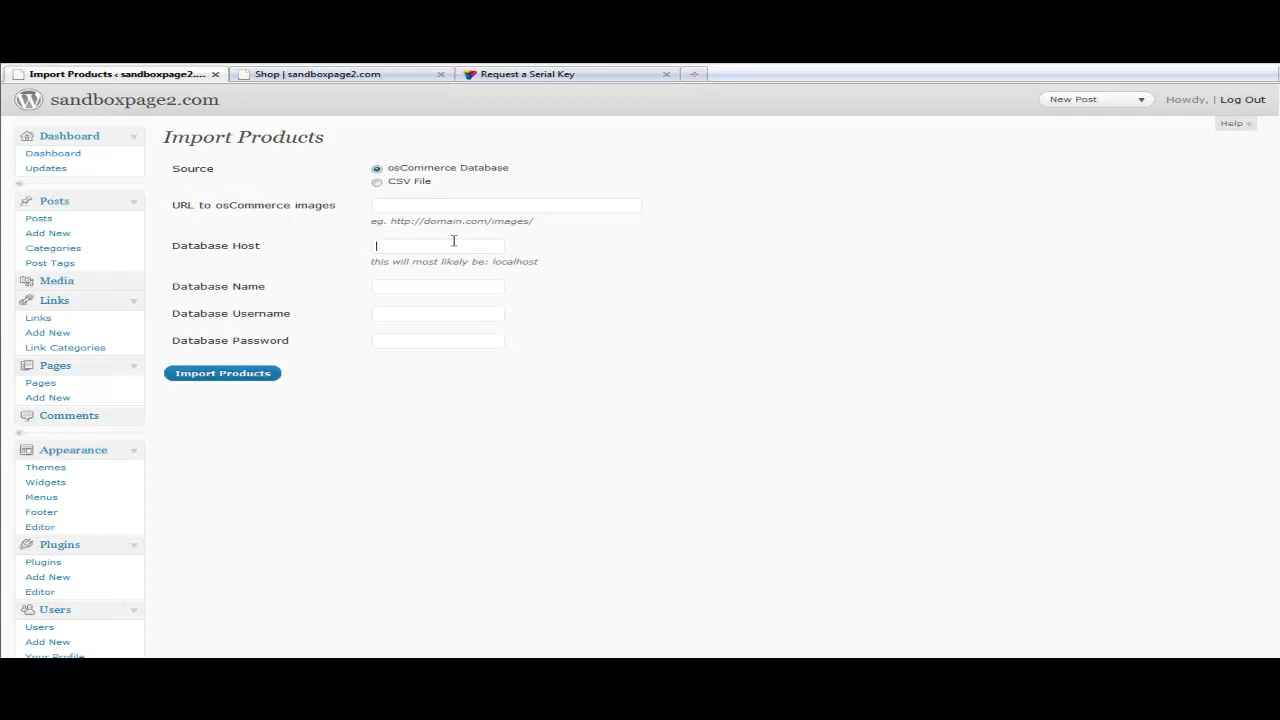 Import Products ‹ sandboxpage2....
Shop | sandboxpage2.com
Request a Serial Key
sandboxpage2.com
New Post
Howdy, | Log Out
Help
Dashboard
Dashboard
Updates
Posts
Posts
Add New
Categories
Post Tags
Media
Links
Links
Add New
Link Categories
Pages
Pages
Add New
Comments
Appearance
Themes
Widgets
Menus
Footer
Editor
Plugins
Plugins
Add New
Editor
Users
Users
Add New
Your Profile
Import Products
Source
osCommerce Database
CSV File
URL to osCommerce images
eg. http://domain.com/images/
Database Host
this will most likely be: localhost
Database Name
Database Username
Database Password
Import Products